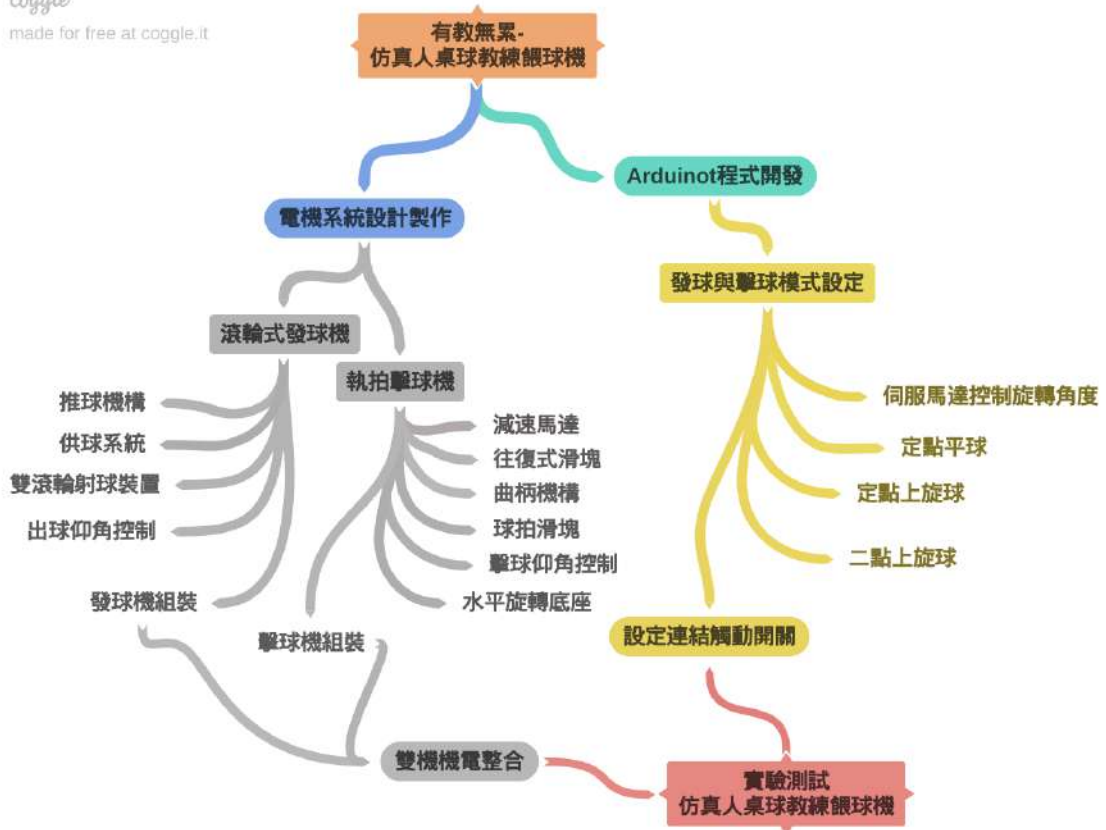 coggle
made for free at coggle.it
有教無累-
仿真人桌球教練餵球機
Arduinot程式開發
電機系統設計製作
發球與擊球模式設定
滾輪式發球機
執拍擊球機
推球機構
供球系統
雙滾輪射球裝置
出球仰角控制
發球機組裝
減速馬達
往復式滑塊
曲柄機構
球拍滑塊
擊球仰角控制
水平旋轉底座
擊球機組裝
伺服馬達控制旋轉角度
定點平球
定點上旋球
二點上旋球
設定連結觸動開關
雙機機電整合
實驗測試
仿真人桌球教練餵球機